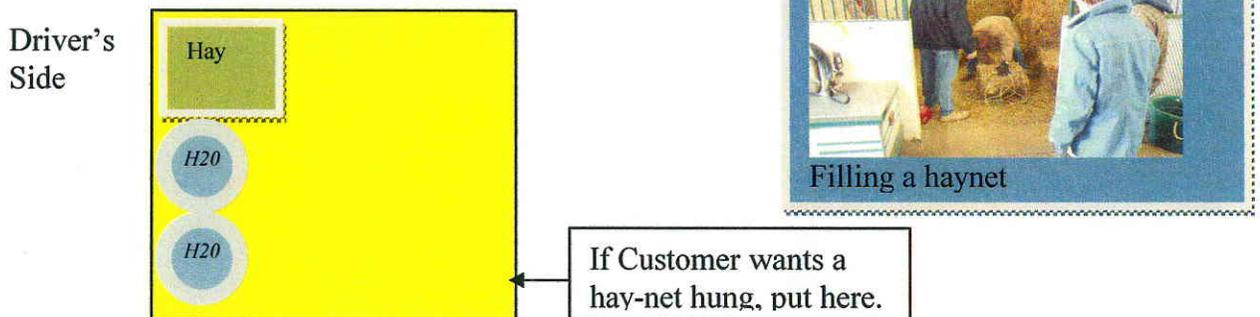 Driver's
Side
Hay
H20
H20
Filling a haynet
If Customer wants a
hay-net hung, put here.